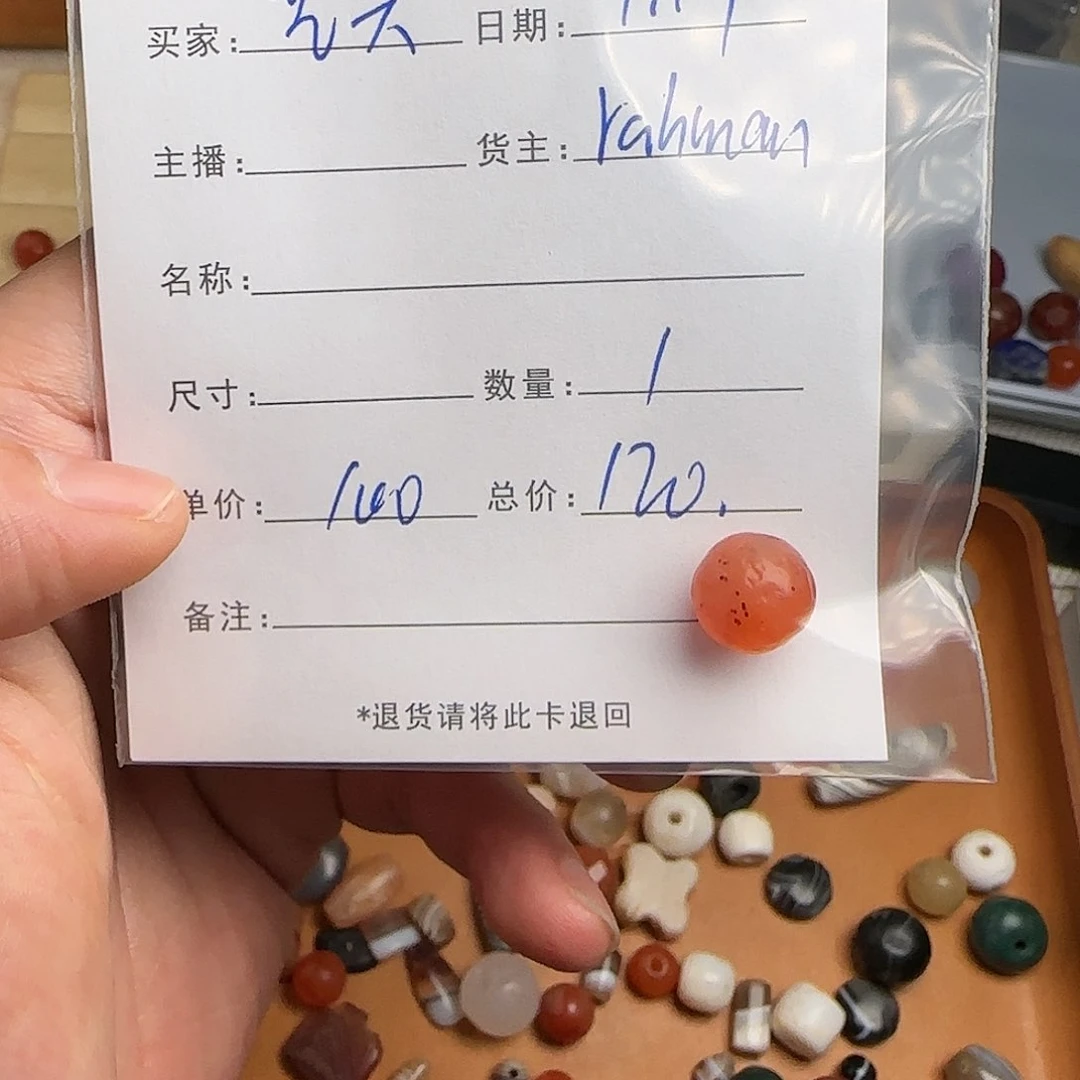 买家： 日期：
主播： 货主：rahman
名称：
尺寸： 数量：1
单价：100 总价：120.
备注：
*退货请将此卡退回